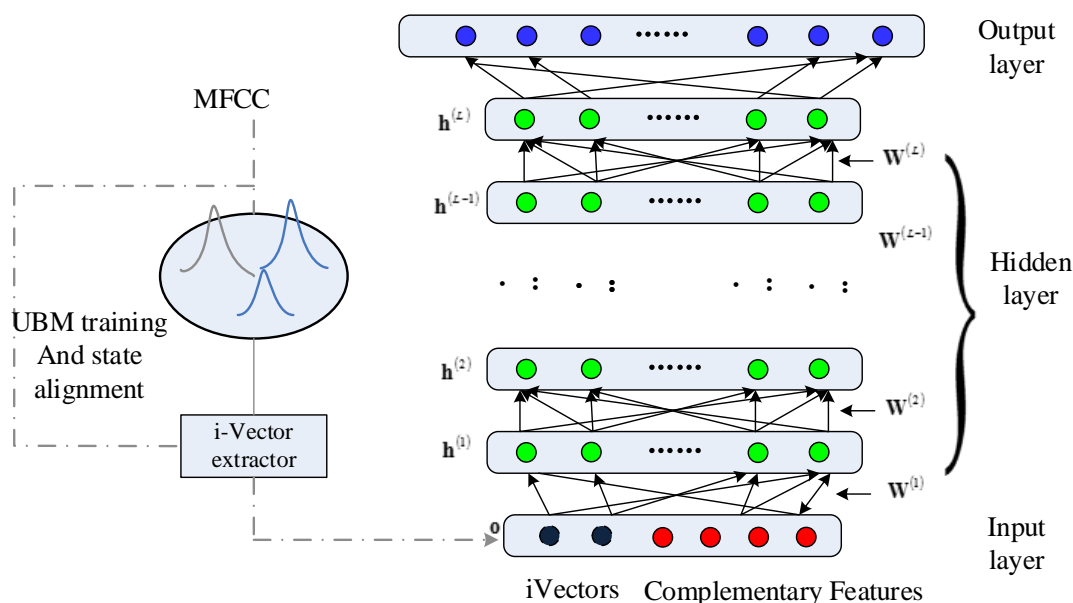 Output
layer
MFCC
h^(L)
W^(L)
h^(L-1)
W^(L-1)
Hidden
layer
UBM training
And state
alignment
h^(2)
W^(2)
i-Vector
extractor
h^(1)
W^(1)
o
Input
layer
iVectors
Complementary Features